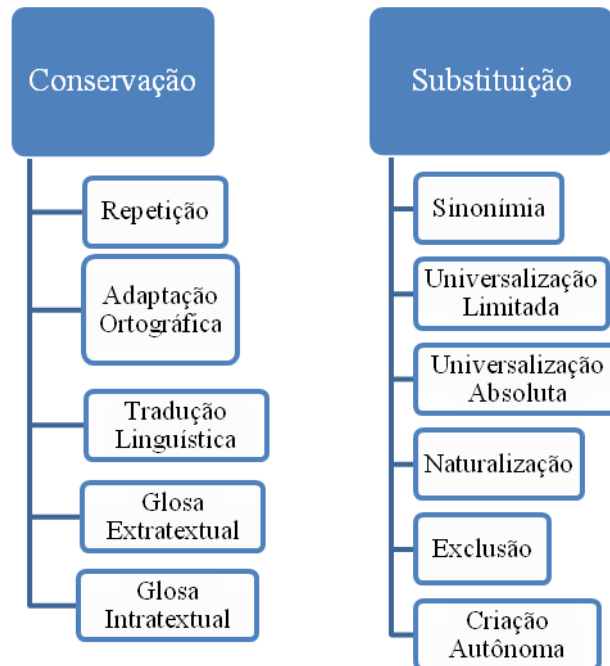 Conservação
Repetição
Adaptação
Ortográfica
Tradução
Linguística
Glosa
Extratextual
Glosa
Intratextual
Substituição
Sinonímia
Universalização
Limitada
Universalização
Absoluta
Naturalização
Exclusão
Criação
Autônoma